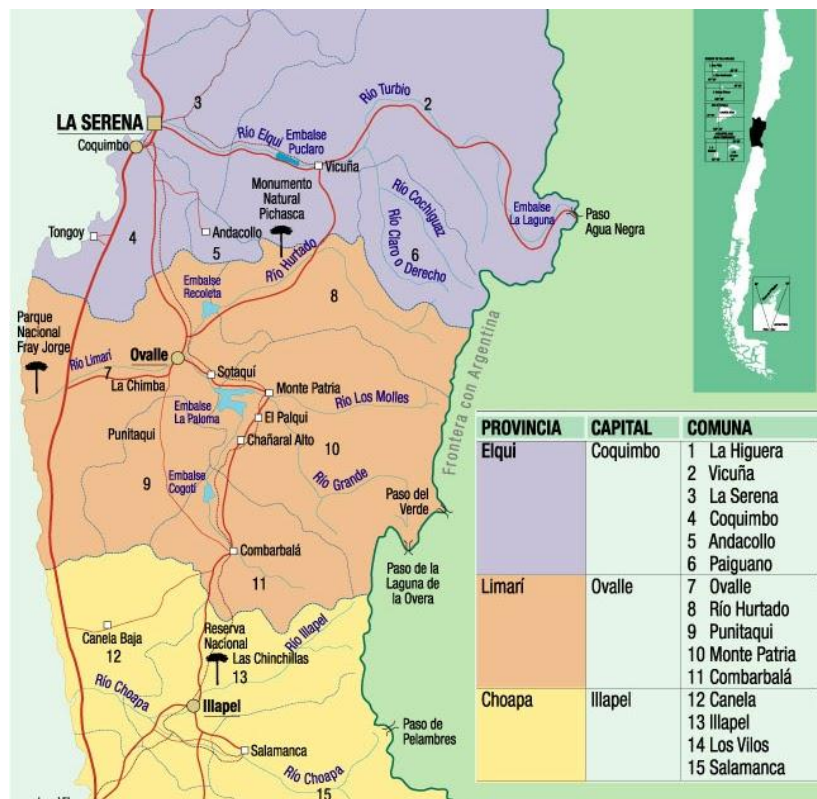 3
Río Turbio
2
LA SERENA
Coquimbo
Río Elqui
Embalse
Puclaro
Vicuña
Monumento
Natural
Pichasca
Río Cochiguaz
Río Claro o Derecho
Embalse
La Laguna
Paso
Agua Negra
Tongoy
4
Andacollo
5
6
Río Hurtado
Embalse
Recoleta
8
Parque
Nacional
Fray Jorge
Río Limarí
Ovalle
7
La Chimba
Sotaquí
Monte Patria
Río Los Molles
Embalse
La Paloma
El Palqui
Punitaqui
Chañaral Alto
10
9
Embalse
Cogotí
Río Grande
Paso del
Verde
Frontera con Argentina
Combarbalá
11
Paso de la
Laguna de
la Overa
Canela Baja
12
Reserva
Nacional
Las Chinchillas
13
Río Illapel
Río Choapa
Illapel
Paso de
Pelambres
Salamanca
Río Choapa
15
PROVINCIA CAPITAL COMUNA
Elqui Coquimbo 1 La Higuera
2 Vicuña
3 La Serena
4 Coquimbo
5 Andacollo
6 Paiguano
Limarí Ovalle 7 Ovalle
8 Río Hurtado
9 Punitaqui
10 Monte Patria
11 Combarbalá
Choapa Illapel 12 Canela
13 Illapel
14 Los Vilos
15 Salamanca